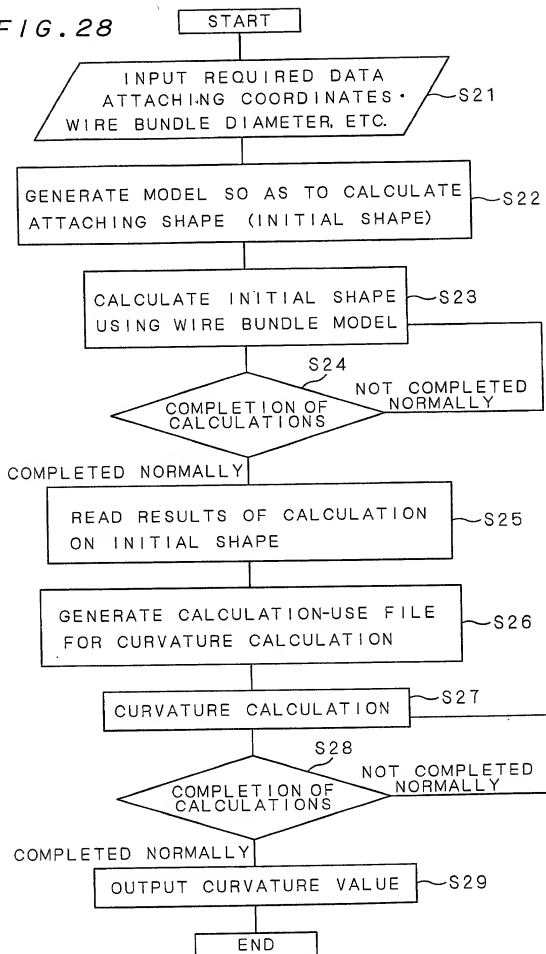 FIG.28
START
INPUT REQUIRED DATA
ATTACHING COORDINATES・
WIRE BUNDLE DIAMETER, ETC.
S21
GENERATE MODEL SO AS TO CALCULATE
ATTACHING SHAPE (INITIAL SHAPE)
S22
CALCULATE INITIAL SHAPE
USING WIRE BUNDLE MODEL
S23
S24
COMPLETION OF
CALCULATIONS
NOT COMPLETED
NORMALLY
COMPLETED NORMALLY
READ RESULTS OF CALCULATION
ON INITIAL SHAPE
S25
GENERATE CALCULATION-USE FILE
FOR CURVATURE CALCULATION
S26
CURVATURE CALCULATION
S27
S28
COMPLETION OF
CALCULATIONS
NOT COMPLETED
NORMALLY
COMPLETED NORMALLY
OUTPUT CURVATURE VALUE
S29
END